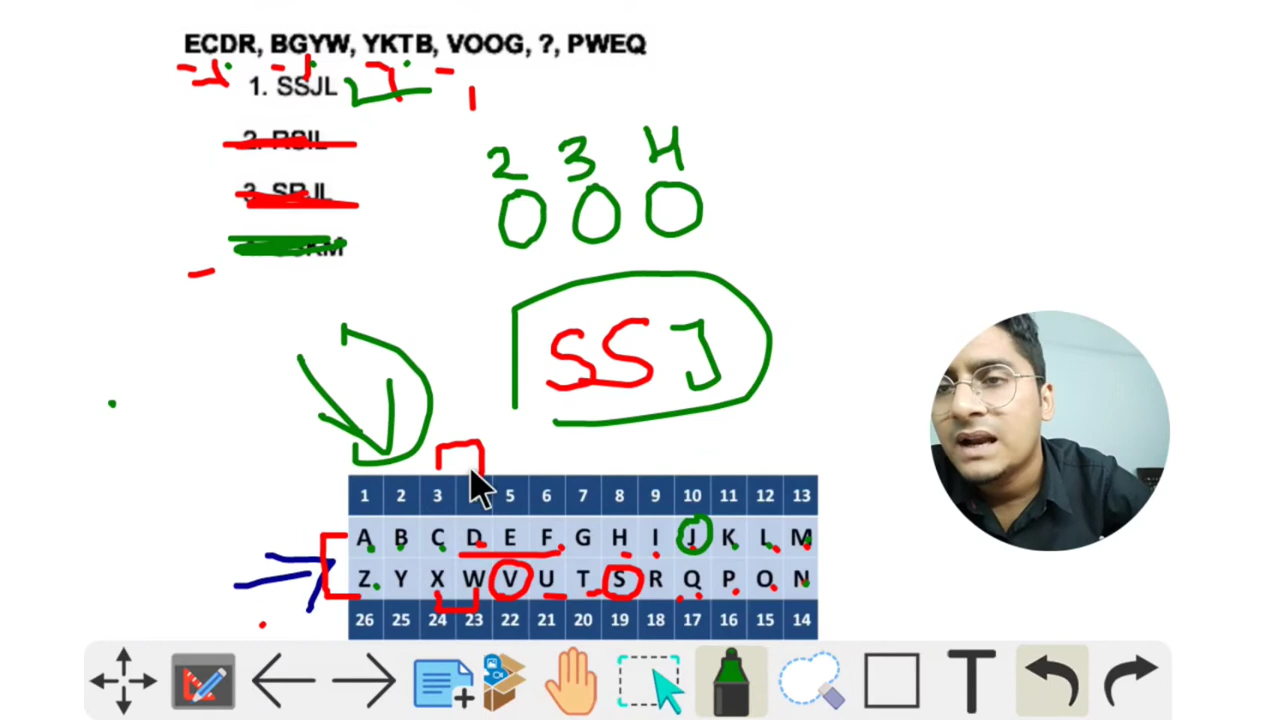 ECDR, BGYW, YKTB, VOOG, ?, PWEQ
1. SSJL
2. RSIL
3. SRJL
2 3 4
SSJ
1 2 3 5 6 7 8 9 10 11 12 13
A B C D E F G H I J K L M
Z Y X W V U T S R Q P O N
26 25 24 23 22 21 20 19 18 17 16 15 14
T